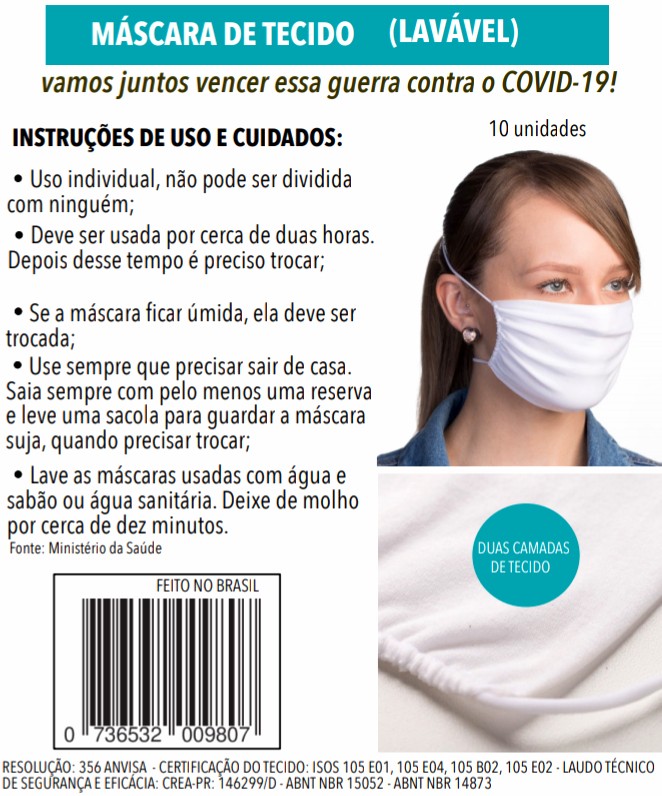 MÁSCARA DE TECIDO (LAVÁVEL)
vamos juntos vencer essa guerra contra o COVID-19!
INSTRUÇÕES DE USO E CUIDADOS:
• Uso individual, não pode ser dividida
com ninguém;
• Deve ser usada por cerca de duas horas.
Depois desse tempo é preciso trocar;
• Se a máscara ficar úmida, ela deve ser
trocada;
• Use sempre que precisar sair de casa.
Saia sempre com pelo menos uma reserva
e leve uma sacola para guardar a máscara
suja, quando precisar trocar;
• Lave as máscaras usadas com água e
sabão ou água sanitária. Deixe de molho
por cerca de dez minutos.
Fonte: Ministério da Saúde
10 unidades
DUAS CAMADAS
DE TECIDO
FEITO NO BRASIL
0 736532 009807
RESOLUÇÃO: 356 ANVISA - CERTIFICAÇÃO DO TECIDO: ISOS 105 E01, 105 E04, 105 B02, 105 E02 - LAUDO TÉCNICO
DE SEGURANÇA E EFICÁCIA: CREA-PR: 146299/D - ABNT NBR 15052 - ABNT NBR 14873